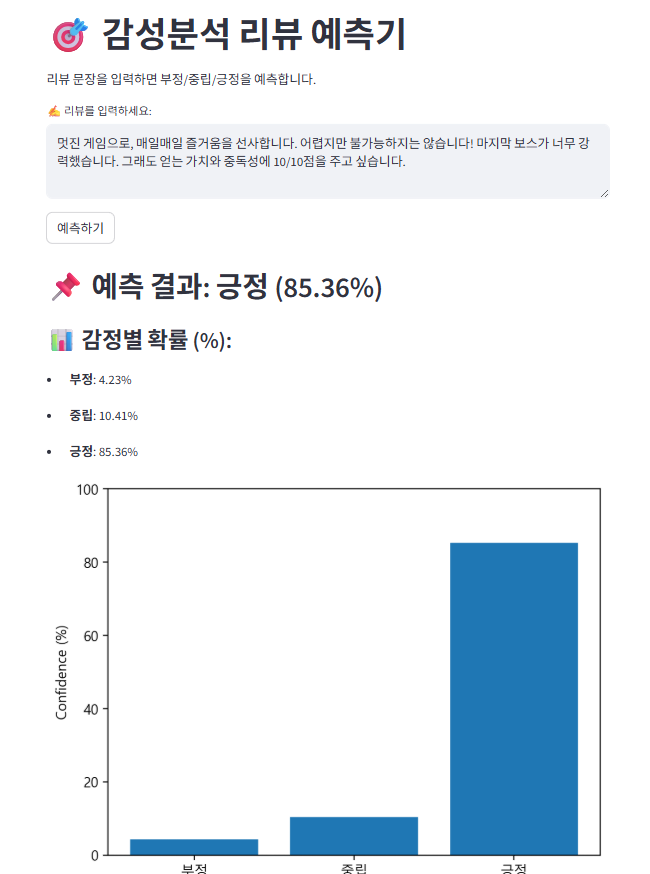 🎯 감성분석 리뷰 예측기
리뷰 문장을 입력하면 부정/중립/긍정을 예측합니다.
✍️ 리뷰를 입력하세요:
멋진 게임으로, 매일매일 즐거움을 선사합니다. 어렵지만 불가능하지는 않습니다! 마지막 보스가 너무 강
력했습니다. 그래도 얻는 가치와 중독성에 10/10점을 주고 싶습니다.
예측하기
📌 예측 결과: 긍정 (85.36%)
📊 감정별 확률 (%):
• 부정: 4.23%
• 중립: 10.41%
• 긍정: 85.36%
100
80
60
40
20
0
Confidence (%)
부정 중립 긍정